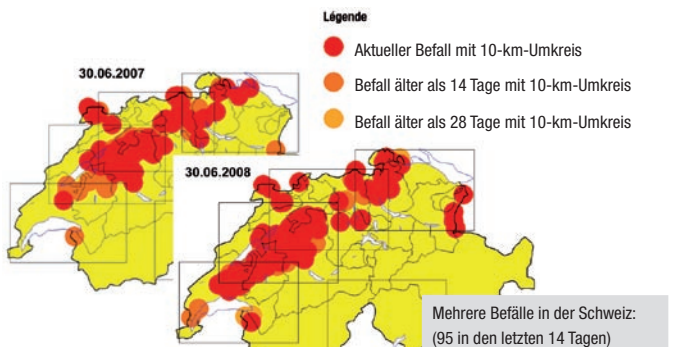 Légende
Aktueller Befall mit 10-km-Umkreis
30.06.2007
Befall älter als 14 Tage mit 10-km-Umkreis
Befall älter als 28 Tage mit 10-km-Umkreis
30.06.2008
Mehrere Befälle in der Schweiz:
(95 in den letzten 14 Tagen)